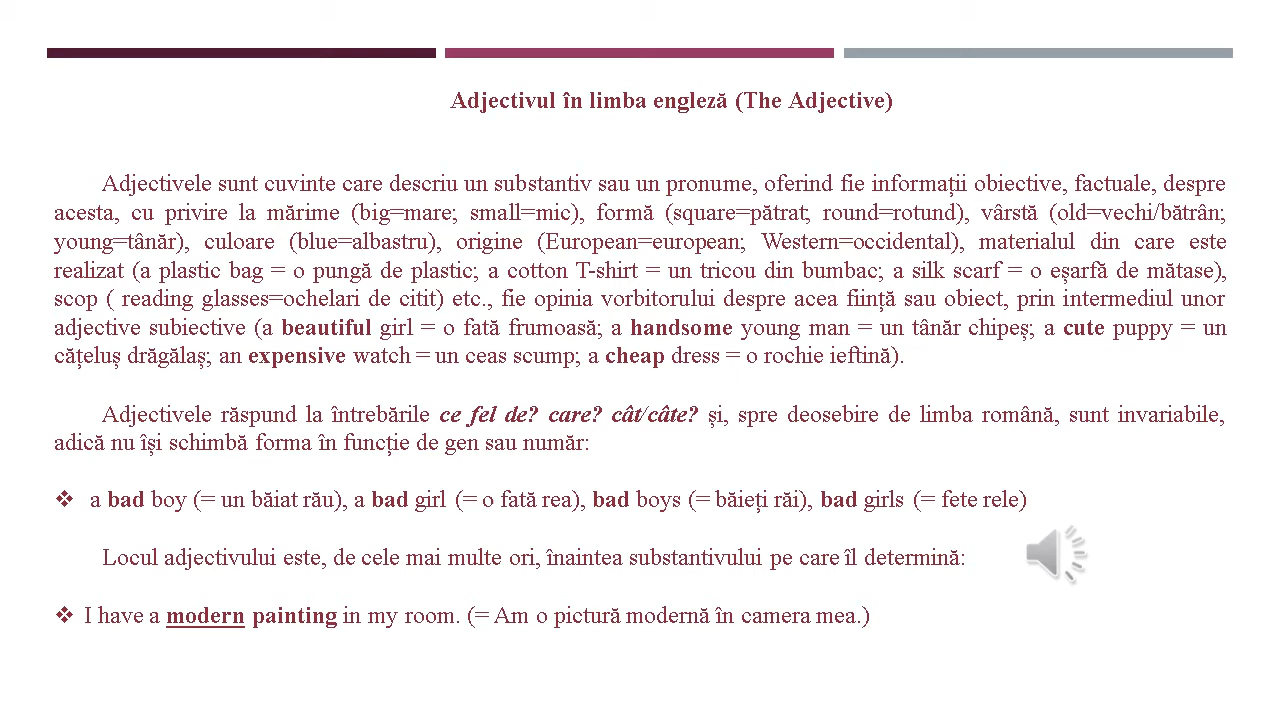 Adjectivul în limba engleză (The Adjective)
Adjectivele sunt cuvinte care descriu un substantiv sau un pronume, oferind fie informații obiective, factuale, despre
acesta, cu privire la mărime (big=mare; small=mic), formă (square=pătrat; round=rotund), vârstă (old=vechi/bătrân;
young=tânăr), culoare (blue=albastru), origine (European=european; Western=occidental), materialul din care este
realizat (a plastic bag = o pungă de plastic; a cotton T-shirt = un tricou din bumbac; a silk scarf = o eșarfă de mătase),
scop ( reading glasses=ochelari de citit) etc., fie opinia vorbitorului despre acea ființă sau obiect, prin intermediul unor
adjective subiective (a beautiful girl = o fată frumoasă; a handsome young man = un tânăr chipeș; a cute puppy = un
cățeluș drăgălaș; an expensive watch = un ceas scump; a cheap dress = o rochie ieftină).
Adjectivele răspund la întrebările ce fel de? care? cât/câte? și, spre deosebire de limba română, sunt invariabile,
adică nu își schimbă forma în funcție de gen sau număr:
❖ a bad boy (= un băiat rău), a bad girl (= o fată rea), bad boys (= băieți răi), bad girls (= fete rele)
Locul adjectivului este, de cele mai multe ori, înaintea substantivului pe care îl determină:
❖ I have a modern painting in my room. (= Am o pictură modernă în camera mea.)